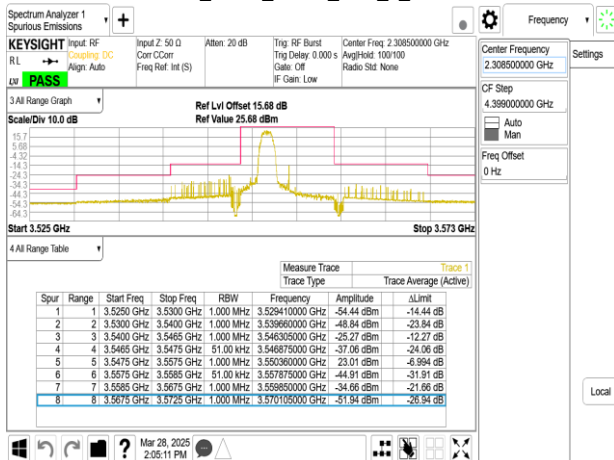 Spectrum Analyzer 1
Spurious Emissions
+
Frequency
Settings
KEYSIGHT
RL
LXI
PASS
Input: RF
Coupling: DC
Align: Auto
Input Z: 50 Ω
Corr CCorr
Freq Ref: Int (S)
Atten: 20 dB
Trig: RF Burst
Trig Delay: 0.000 s
Gate: Off
IF Gain: Low
Center Freq: 2.308500000 GHz
Avg|Hold: 100/100
Radio Std: None
Center Frequency
2.308500000 GHz
CF Step
4.399000000 GHz
Auto
Man
Freq Offset
0 Hz
Local
3 All Range Graph
Scale/Div 10.0 dB
Ref Lvl Offset 15.68 dB
Ref Value 25.68 dBm
15.7
5.68
-4.32
-14.3
-24.3
-34.3
-44.3
-54.3
-64.3
Start 3.525 GHz Stop 3.573 GHz
4 All Range Table
Measure Trace Trace 1
Trace Type Trace Average (Active)
Spur Range Start Freq Stop Freq RBW Frequency Amplitude ΔLimit
1 1 3.5250 GHz 3.5300 GHz 1.000 MHz 3.529410000 GHz -54.44 dBm -14.44 dB
2 2 3.5300 GHz 3.5400 GHz 1.000 MHz 3.539660000 GHz -48.84 dBm -23.84 dB
3 3 3.5400 GHz 3.5465 GHz 1.000 MHz 3.546305000 GHz -25.27 dBm -12.27 dB
4 4 3.5465 GHz 3.5475 GHz 51.00 kHz 3.546875000 GHz -37.06 dBm -24.06 dB
5 5 3.5475 GHz 3.5575 GHz 1.000 MHz 3.550360000 GHz 23.01 dBm -6.994 dB
6 6 3.5575 GHz 3.5585 GHz 51.00 kHz 3.557875000 GHz -44.91 dBm -31.91 dB
7 7 3.5585 GHz 3.5675 GHz 1.000 MHz 3.559850000 GHz -34.66 dBm -21.66 dB
8 8 3.5675 GHz 3.5725 GHz 1.000 MHz 3.570105000 GHz -51.94 dBm -26.94 dB
?
Mar 28, 2025
2:05:11 PM